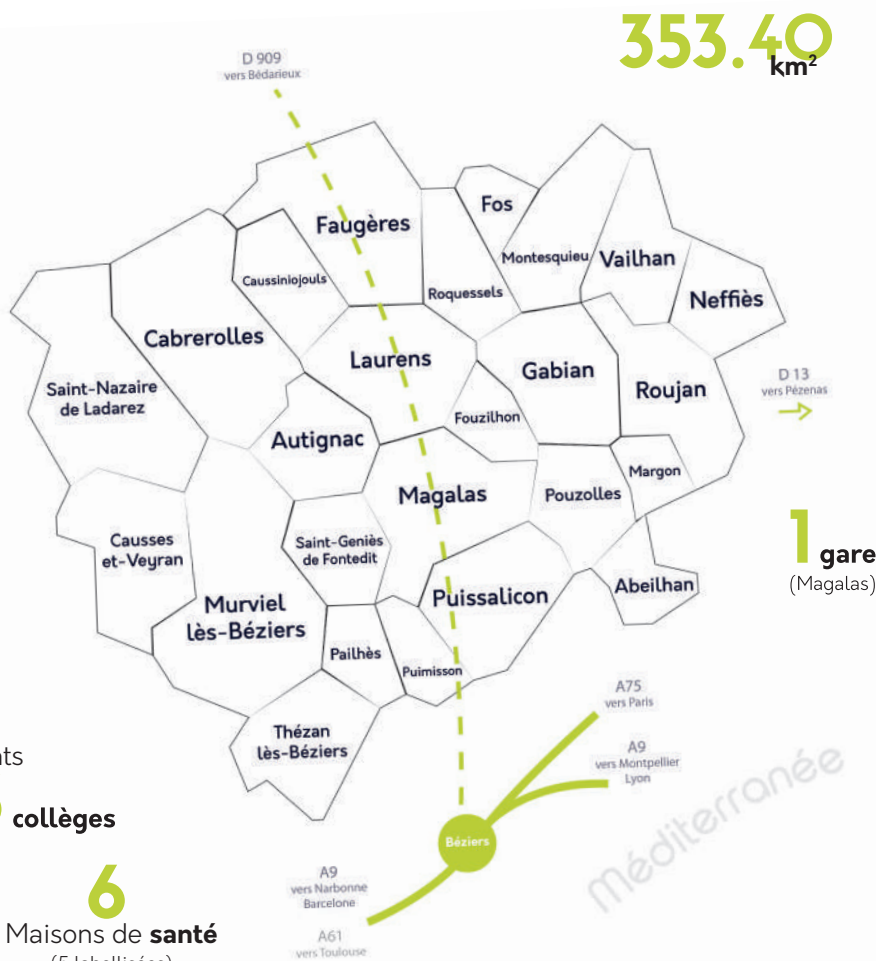 353.40
km²
D 909
vers Bédarieux
Fos
Faugères
Montesquieu
Vailhan
Caussiniojouls
Roquessels
Neffiès
Cabrerolles
Laurens
Gabian
D 13
vers Pézenas
Saint-Nazaire
de Ladarez
Roujan
Fouzilhon
Autignac
Margon
Magalas
Pouzolles
1 gare
(Magalas)
Causses
et-Veyran
Saint-Geniès
de Fontedit
Abeilhan
Puissalicon
Murviel
lès-Béziers
Pailhès
Puimisson
A75
vers Paris
Thézan
lès-Béziers
A9
vers Montpellier
Lyon
méditerranée
collèges
Béziers
6
Maisons de santé
A9
vers Narbonne
Barcelone
A61
vers Toulouse